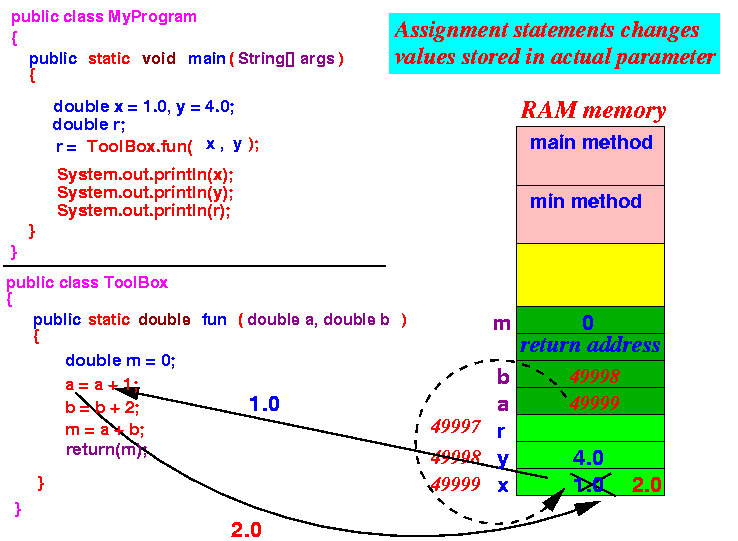 public class MyProgram
{
public static void main ( String[] args )
{
double x = 1.0, y = 4.0;
double r;
r = ToolBox.fun( x , y );
System.out.println(x);
System.out.println(y);
System.out.println(r);
}
}
public class ToolBox
{
public static double fun ( double a, double b )
{
double m = 0;
a = a + 1;
b = b + 2;
m = a + b;
return(m);
}
}
1.0
2.0
Assignment statements changes
values stored in actual parameter
RAM memory
main method
min method
m 0
return address
b 49998
a 49999
49997 r
49998 y 4.0
49999 x 1.0 2.0